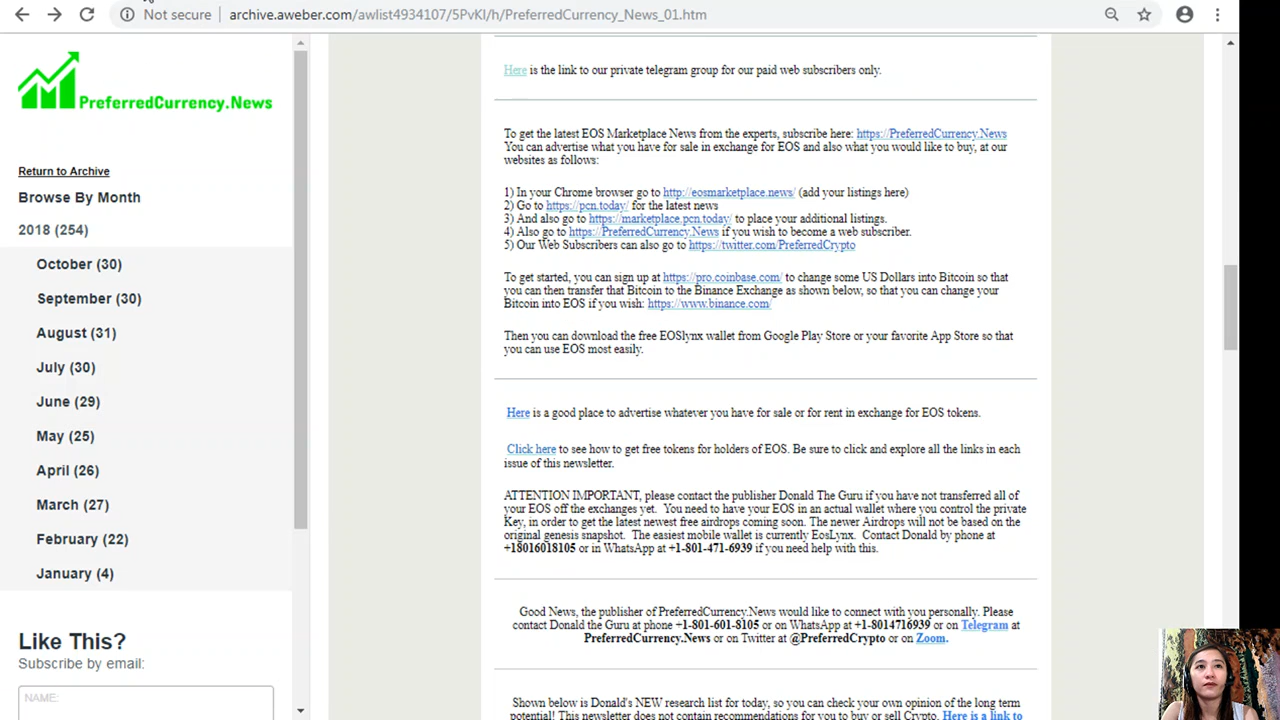 Not secure
archive.aweber.com/awlist4934107/5PvKI/h/PreferredCurrency_News_01.htm
PreferredCurrency.News
Return to Archive
Browse By Month
2018 (254)
October (30)
September (30)
August (31)
July (30)
June (29)
May (25)
April (26)
March (27)
February (22)
January (4)
Like This?
Subscribe by email:
NAME:
Here is the link to our private telegram group for our paid web subscribers only.
To get the latest EOS Marketplace News from the experts, subscribe here: https://PreferredCurrency.News
You can advertise what you have for sale in exchange for EOS and also what you would like to buy, at our
websites as follows:
1) In your Chrome browser go to http://eosmarketplace.news/ (add your listings here)
2) Go to https://pcn.today/ for the latest news
3) And also go to https://marketplace.pcn.today/ to place your additional listings.
4) Also go to https://PreferredCurrency.News if you wish to become a web subscriber.
5) Our Web Subscribers can also go to https://twitter.com/PreferredCrypto
To get started, you can sign up at https://pro.coinbase.com/ to change some US Dollars into Bitcoin so that
you can then transfer that Bitcoin to the Binance Exchange as shown below, so that you can change your
Bitcoin into EOS if you wish: https://www.binance.com/
Then you can download the free EOSlynx wallet from Google Play Store or your favorite App Store so that
you can use EOS most easily.
Here is a good place to advertise whatever you have for sale or for rent in exchange for EOS tokens.
Click here to see how to get free tokens for holders of EOS. Be sure to click and explore all the links in each
issue of this newsletter.
ATTENTION IMPORTANT, please contact the publisher Donald The Guru if you have not transferred all of
your EOS off the exchanges yet. You need to have your EOS in an actual wallet where you control the private
Key, in order to get the latest newest free airdrops coming soon. The newer Airdrops will not be based on the
original genesis snapshot. The easiest mobile wallet is currently EosLynx. Contact Donald by phone at
+18016018105 or in WhatsApp at +1-801-471-6939 if you need help with this.
Good News, the publisher of PreferredCurrency.News would like to connect with you personally. Please
contact Donald the Guru at phone +1-801-601-8105 or on WhatsApp at +1-8014716939 or on Telegram at
PreferredCurrency.News or on Twitter at @PreferredCrypto or on Zoom.
Shown below is Donald's NEW research list for today, so you can check your own opinion of the long term
potential! This newsletter does not contain recommendations for you to buy or sell Crypto. Here is a link to